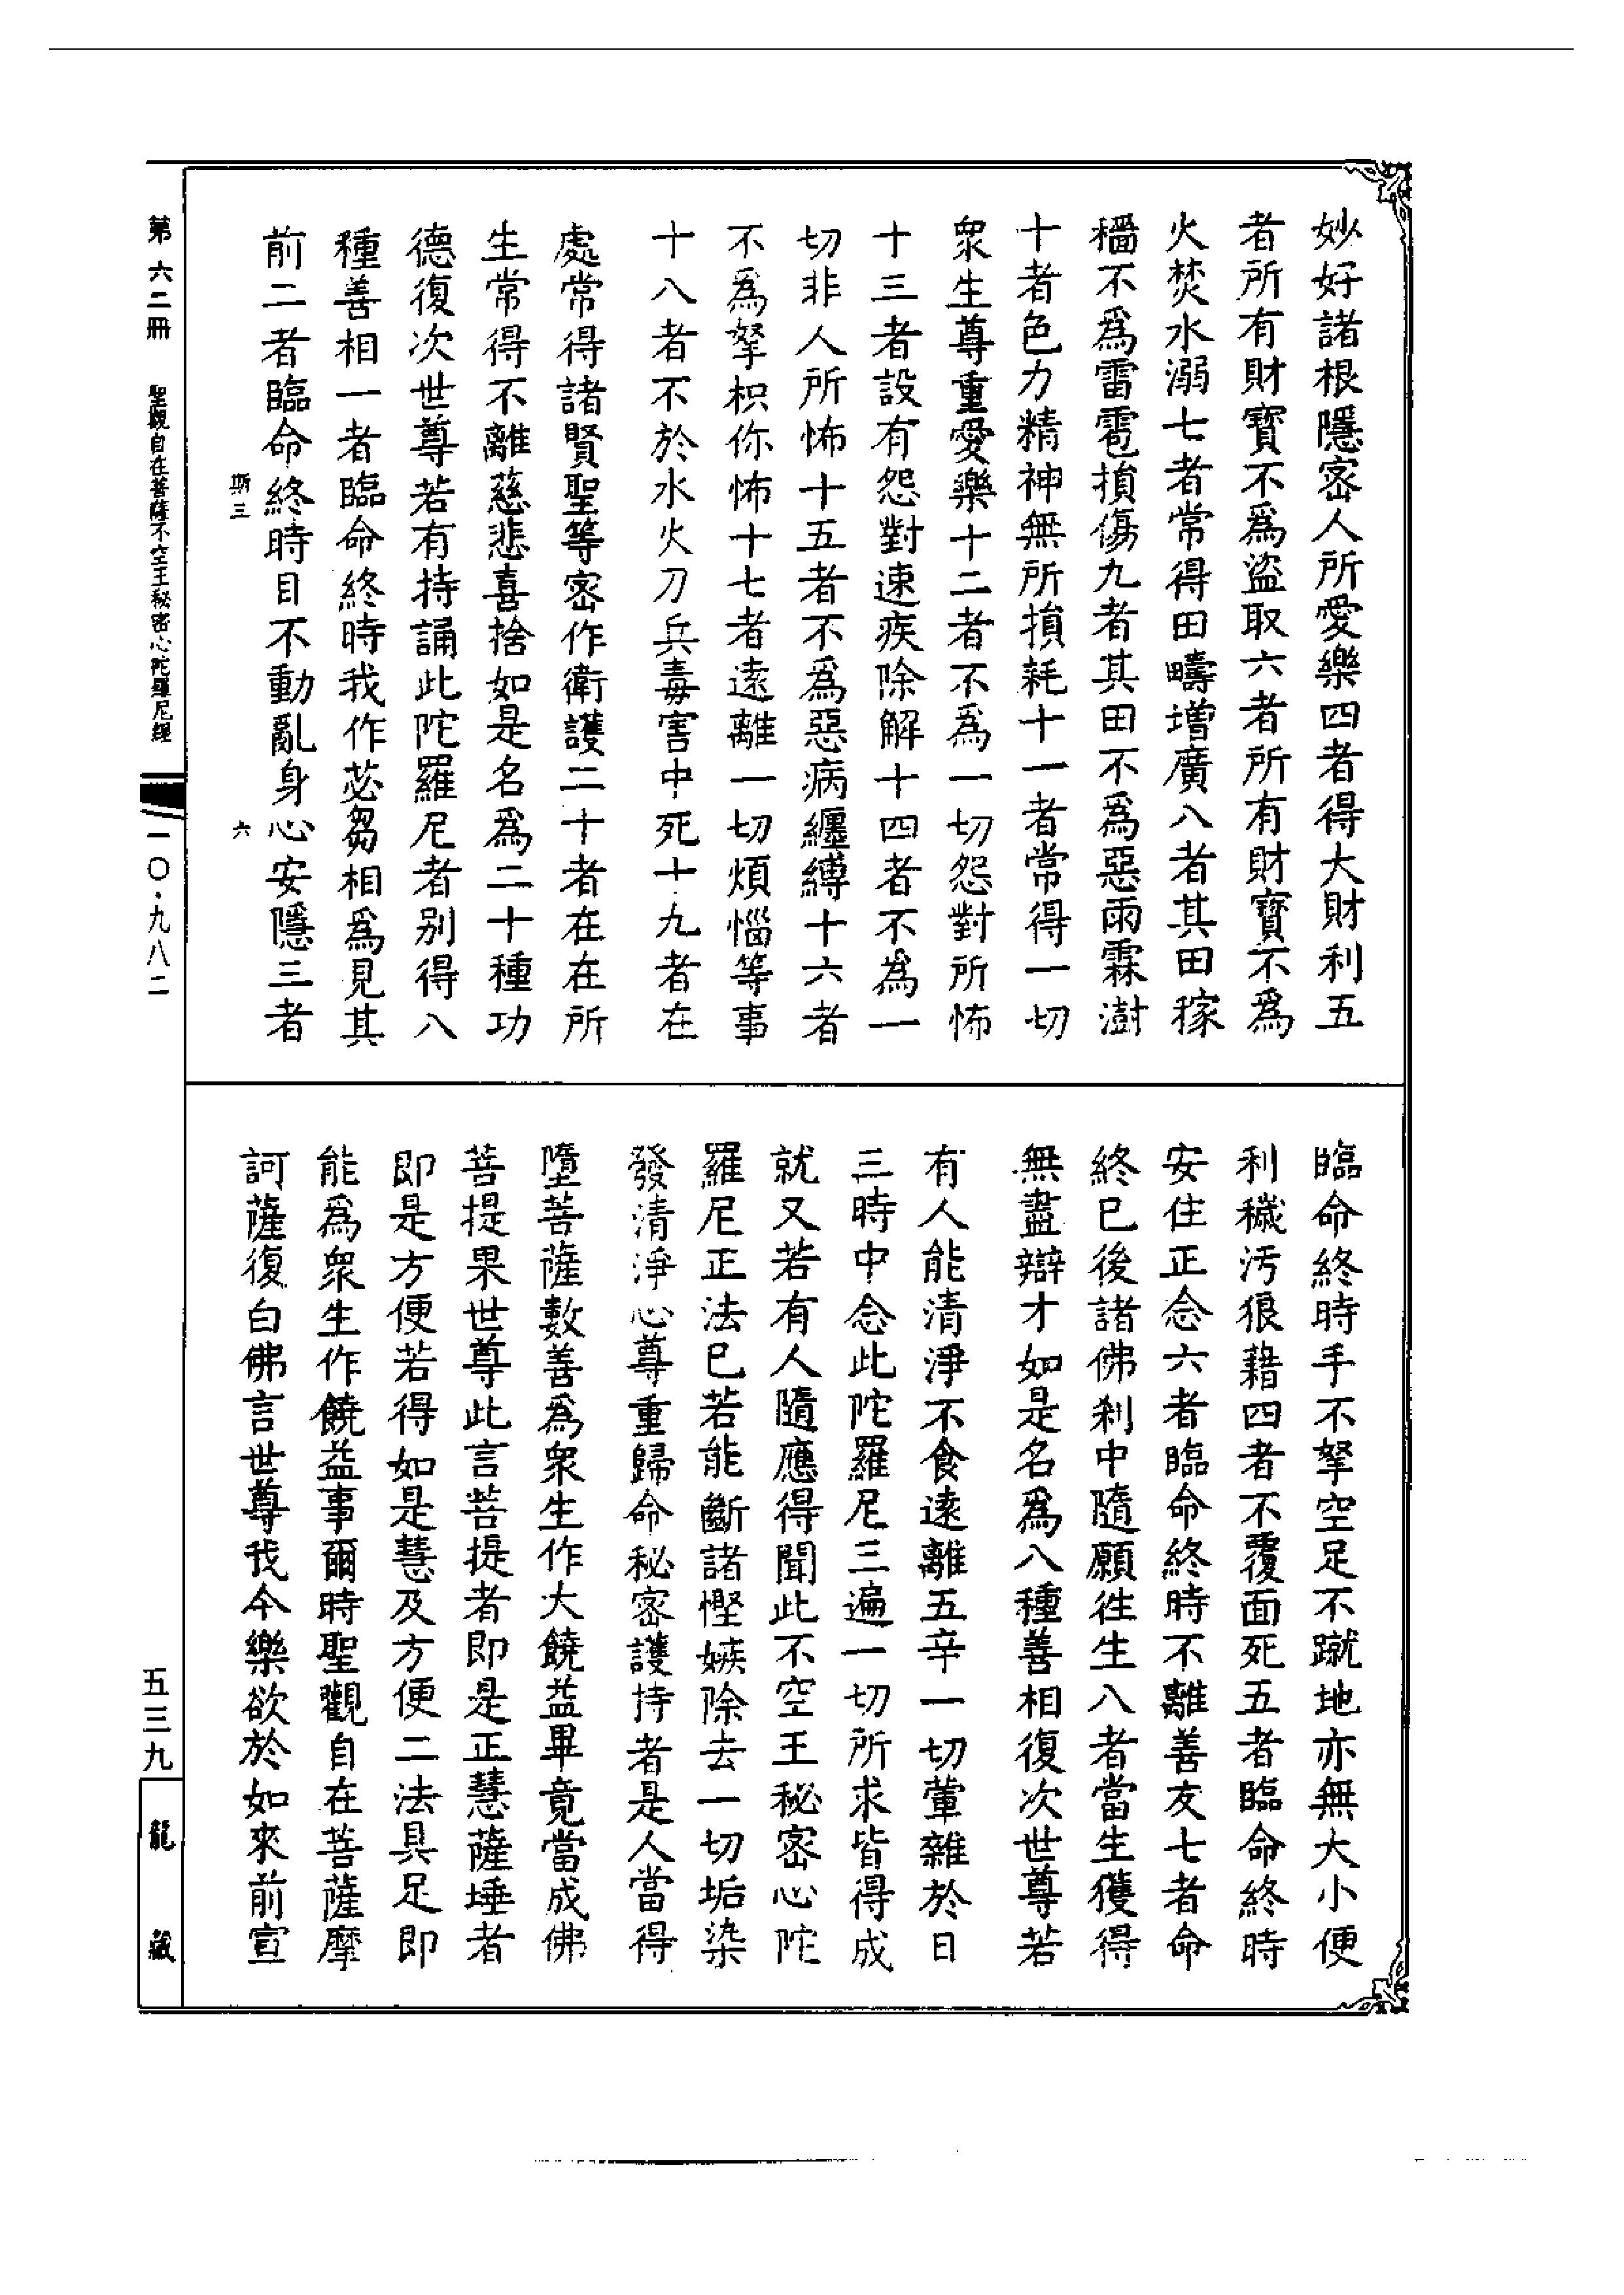 妙好諸根隱密人所愛樂四者得大財利五
者所有財寶不為盜取六者所有財寶不為
火焚水溺七者常得田疇增廣八者其田稼
穡不為雷雹損傷九者其田不為惡雨霖澍
十者色力精神無所損耗十一者常得一切
眾生尊重愛樂十二者不為一切怨對所怖
十三者設有怨對速疾除解十四者不為一
切非人所怖十五者不為惡病纏縛十六者
不為拏枳你怖十七者遠離一切煩惱等事
十八者不於水火刀兵毒害中死十九者在
處常得諸賢聖等密作衛護二十者在在所
生常得不離慈悲喜捨如是名為二十種功
德復次世尊若有持誦此陀羅尼者別得八
種善相一者臨命終時我作苾芻相為見其
前二者臨命終時目不動亂身心安隱三者
斯三 六
臨命終時手不拏空足不蹴地亦無大小便
利穢污狼藉四者不覆面死五者臨命終時
安住正念六者臨命終時不離善友七者命
終已後諸佛剎中隨願往生八者當生獲得
無盡辯才如是名為八種善相復次世尊若
有人能清淨不食遠離五辛一切葷雜於日
三時中念此陀羅尼三遍一切所求皆得成
就又若有人隨應得聞此不空王秘密心陀
羅尼正法已若能斷諸慳嫉除去一切垢染
發清淨心尊重歸命秘密護持者是人當得
墮菩薩數善為眾生作大饒益畢竟當成佛
菩提果世尊此言菩提者即是正慧薩埵者
即是方便若得如是慧及方便二法具足即
能為眾生作饒益事爾時聖觀自在菩薩摩
訶薩復白佛言世尊我今樂欲於如來前宣
第六二冊 聖觀自在菩薩不空王秘密心陀羅尼經 一〇·九八二
五三九 龍藏